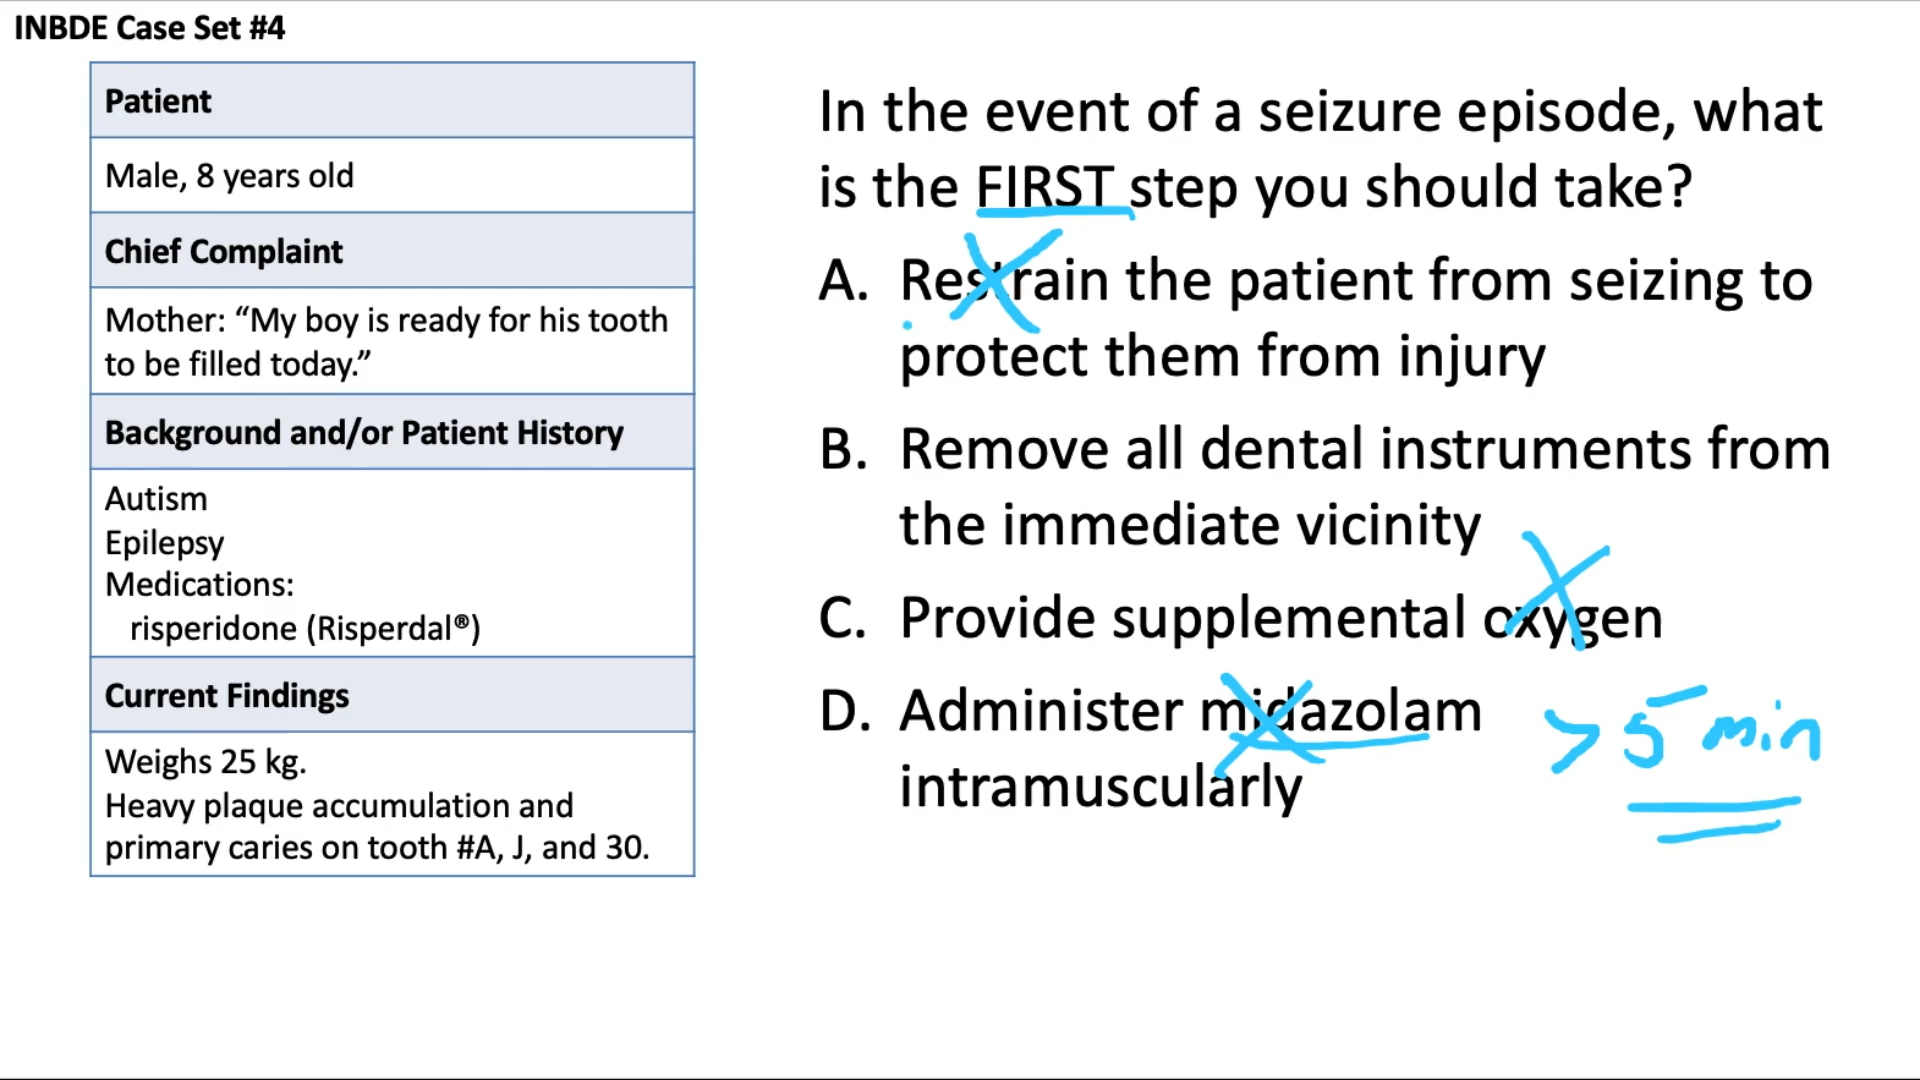 INBDE Case Set #4
Patient
Male, 8 years old
Chief Complaint
Mother: “My boy is ready for his tooth
to be filled today.”
Background and/or Patient History
Autism
Epilepsy
Medications:
risperidone (Risperdal®)
Current Findings
Weighs 25 kg.
Heavy plaque accumulation and
primary caries on tooth #A, J, and 30.
In the event of a seizure episode, what
is the FIRST step you should take?
A. Restrain the patient from seizing to
protect them from injury
B. Remove all dental instruments from
the immediate vicinity
C. Provide supplemental oxygen
D. Administer midazolam
intramuscularly
> 5 min